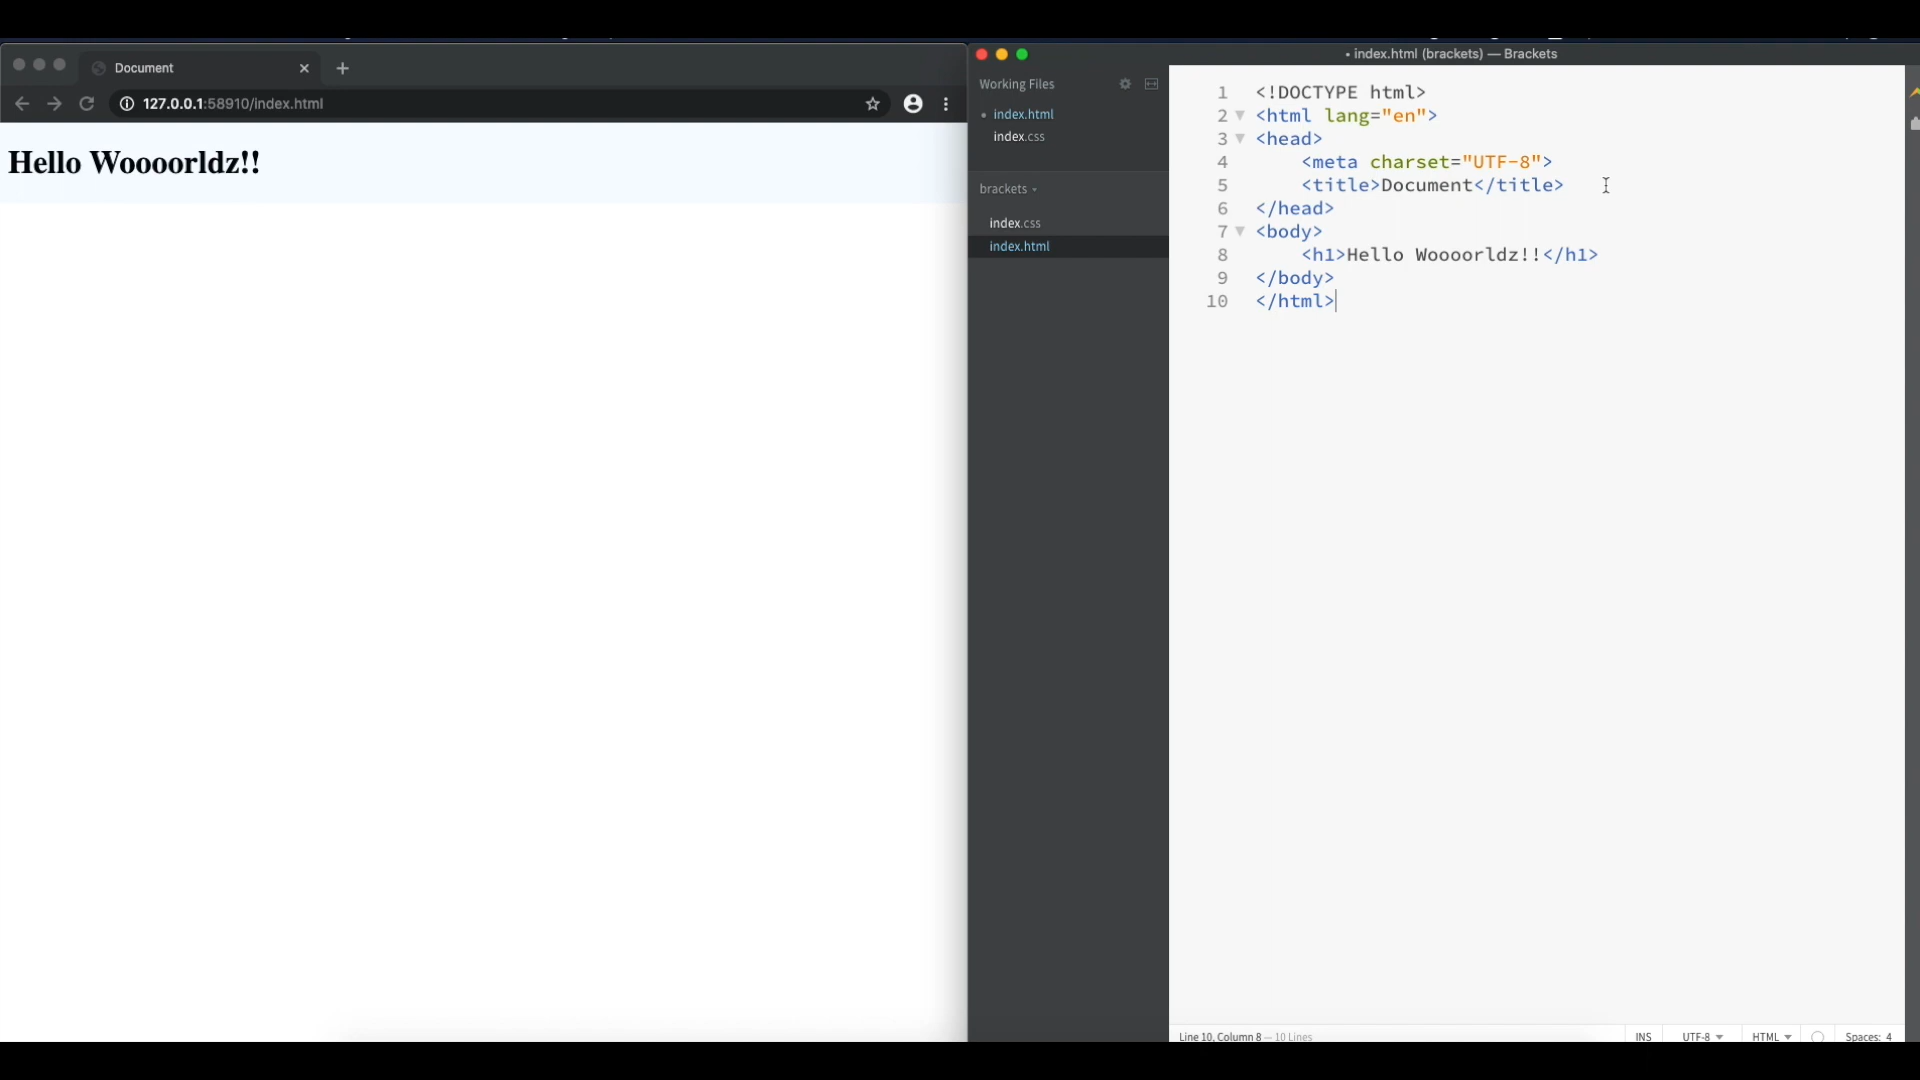 Document
127.0.0.1:58910/index.html
Hello Woooorldz!!
• index.html (brackets) — Brackets
Working Files
• index.html
index.css
brackets
index.css
index.html
1 <!DOCTYPE html>
2 <html lang="en">
3 <head>
4 <meta charset="UTF-8">
5 <title>Document</title>
6 </head>
7 <body>
8 <h1>Hello Woooorldz!!</h1>
9 </body>
10 </html>
Line 10, Column 8 — 10 Lines
INS UTF-8 HTML Spaces: 4